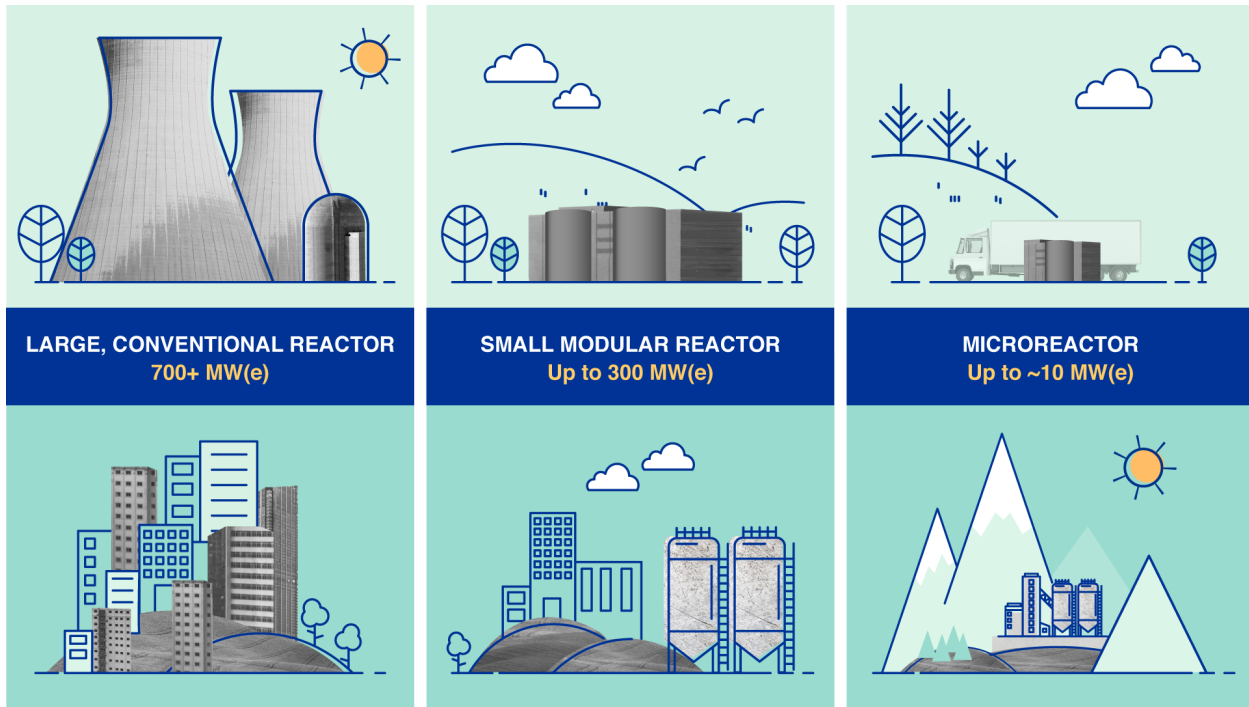 LARGE, CONVENTIONAL REACTOR
700+ MW(e)
SMALL MODULAR REACTOR
Up to 300 MW(e)
MICROREACTOR
Up to ~10 MW(e)